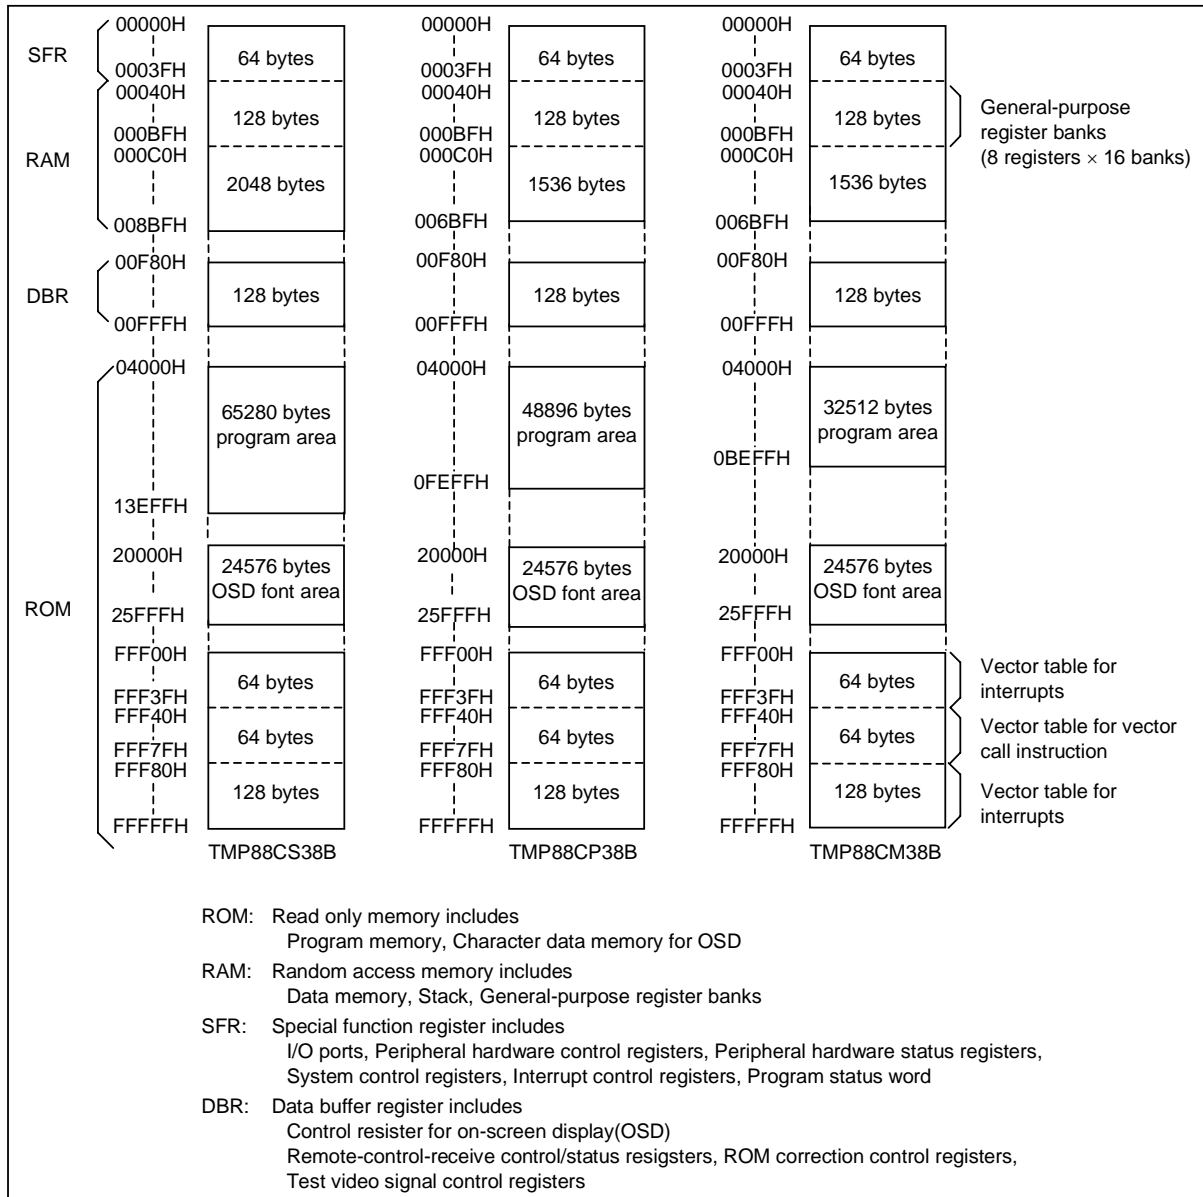 00000H 00000H 00000H
SFR 64 bytes 64 bytes 64 bytes
0003FH 0003FH 0003FH
00040H 00040H 00040H
General-purpose
register banks
(8 registers × 16 banks)
128 bytes 128 bytes 128 bytes
000BFH 000BFH 000BFH
RAM 000C0H 000C0H 000C0H
2048 bytes 1536 bytes 1536 bytes
008BFH 006BFH 006BFH
00F80H 00F80H 00F80H
DBR 128 bytes 128 bytes 128 bytes
00FFFH 00FFFH 00FFFH
04000H 04000H 04000H
65280 bytes 48896 bytes 32512 bytes
program area program area program area
13EFFH 0FEFFH 0BEFFH
20000H 20000H 20000H
24576 bytes 24576 bytes 24576 bytes
OSD font area OSD font area OSD font area
ROM
25FFFH 25FFFH 25FFFH
FFF00H FFF00H FFF00H
64 bytes 64 bytes 64 bytes
Vector table for
interrupts
FFF3FH FFF3FH FFF3FH
FFF40H FFF40H FFF40H
64 bytes 64 bytes 64 bytes
Vector table for vector
call instruction
FFF7FH FFF7FH FFF7FH
FFF80H FFF80H FFF80H
128 bytes 128 bytes 128 bytes
Vector table for
interrupts
FFFFFH FFFFFH FFFFFH
TMP88CS38B TMP88CP38B TMP88CM38B
ROM: Read only memory includes
Program memory, Character data memory for OSD
RAM: Random access memory includes
Data memory, Stack, General-purpose register banks
SFR: Special function register includes
I/O ports, Peripheral hardware control registers, Peripheral hardware status registers,
System control registers, Interrupt control registers, Program status word
DBR: Data buffer register includes
Control resister for on-screen display(OSD)
Remote-control-receive control/status resigsters, ROM correction control registers,
Test video signal control registers